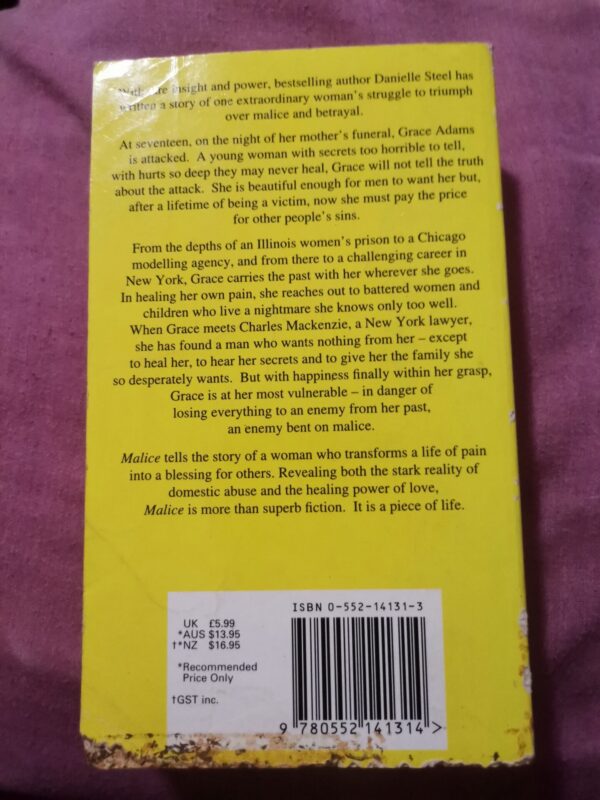 insight and power, bestselling author Danielle Steel has
written a story of one extraordinary woman's struggle to triumph
over malice and betrayal.
At seventeen, on the night of her mother's funeral, Grace Adams
is attacked. A young woman with secrets too horrible to tell,
with hurts so deep they may never heal, Grace will not tell the truth
about the attack. She is beautiful enough for men to want her but,
after a lifetime of being a victim, now she must pay the price
for other people's sins.
From the depths of an Illinois women's prison to a Chicago
modelling agency, and from there to a challenging career in
New York, Grace carries the past with her wherever she goes.
In healing her own pain, she reaches out to battered women and
children who live a nightmare she knows only too well.
When Grace meets Charles Mackenzie, a New York lawyer,
she has found a man who wants nothing from her – except
to heal her, to hear her secrets and to give her the family she
so desperately wants. But with happiness finally within her grasp,
Grace is at her most vulnerable – in danger of
losing everything to an enemy from her past,
an enemy bent on malice.
Malice tells the story of a woman who transforms a life of pain
into a blessing for others. Revealing both the stark reality of
domestic abuse and the healing power of love,
Malice is more than superb fiction. It is a piece of life.
UK £5.99
*AUS $13.95
†*NZ $16.95
*Recommended
Price Only
†GST inc.
ISBN 0-552-14131-3
9 780552 141314 >